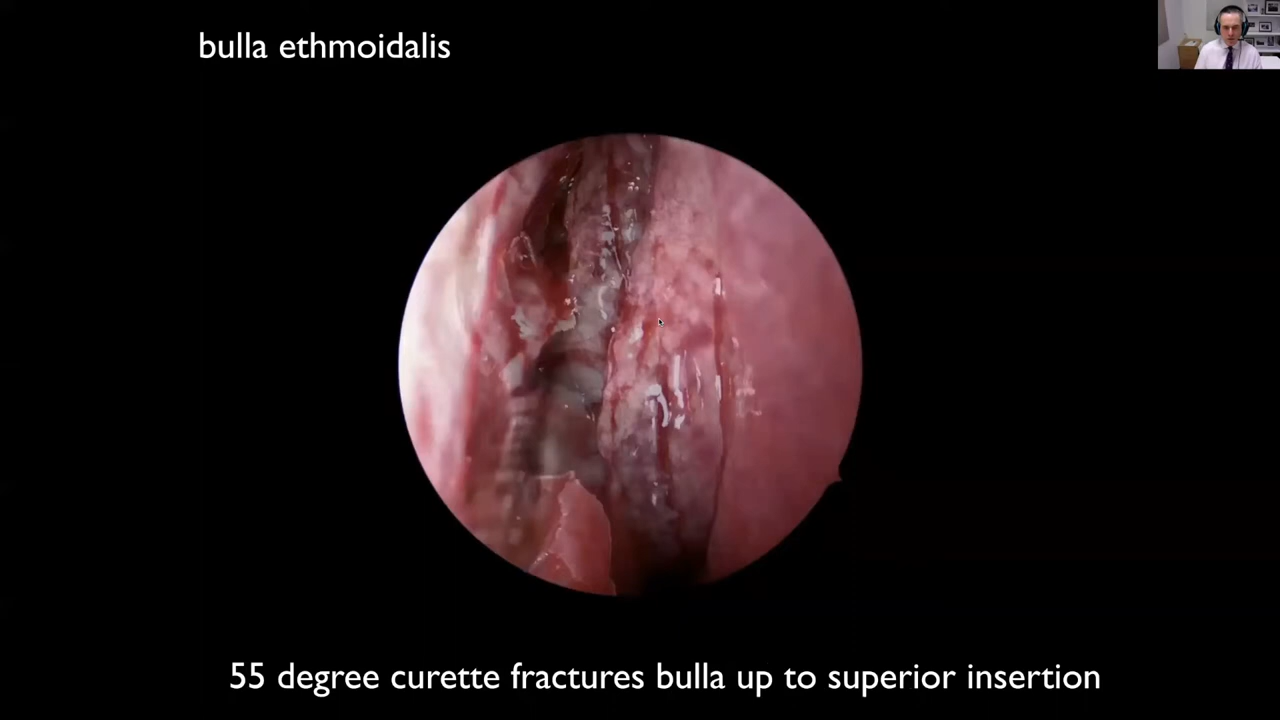 bulla ethmoidalis
55 degree curette fractures bulla up to superior insertion